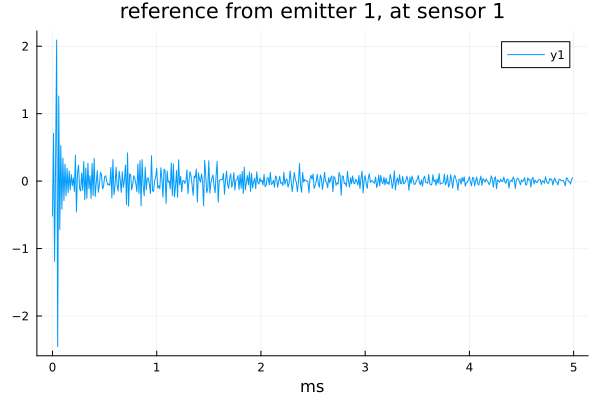 reference from emitter 1, at sensor 1
y1
2
1
0
−1
−2
0 1 2 3 4 5
ms